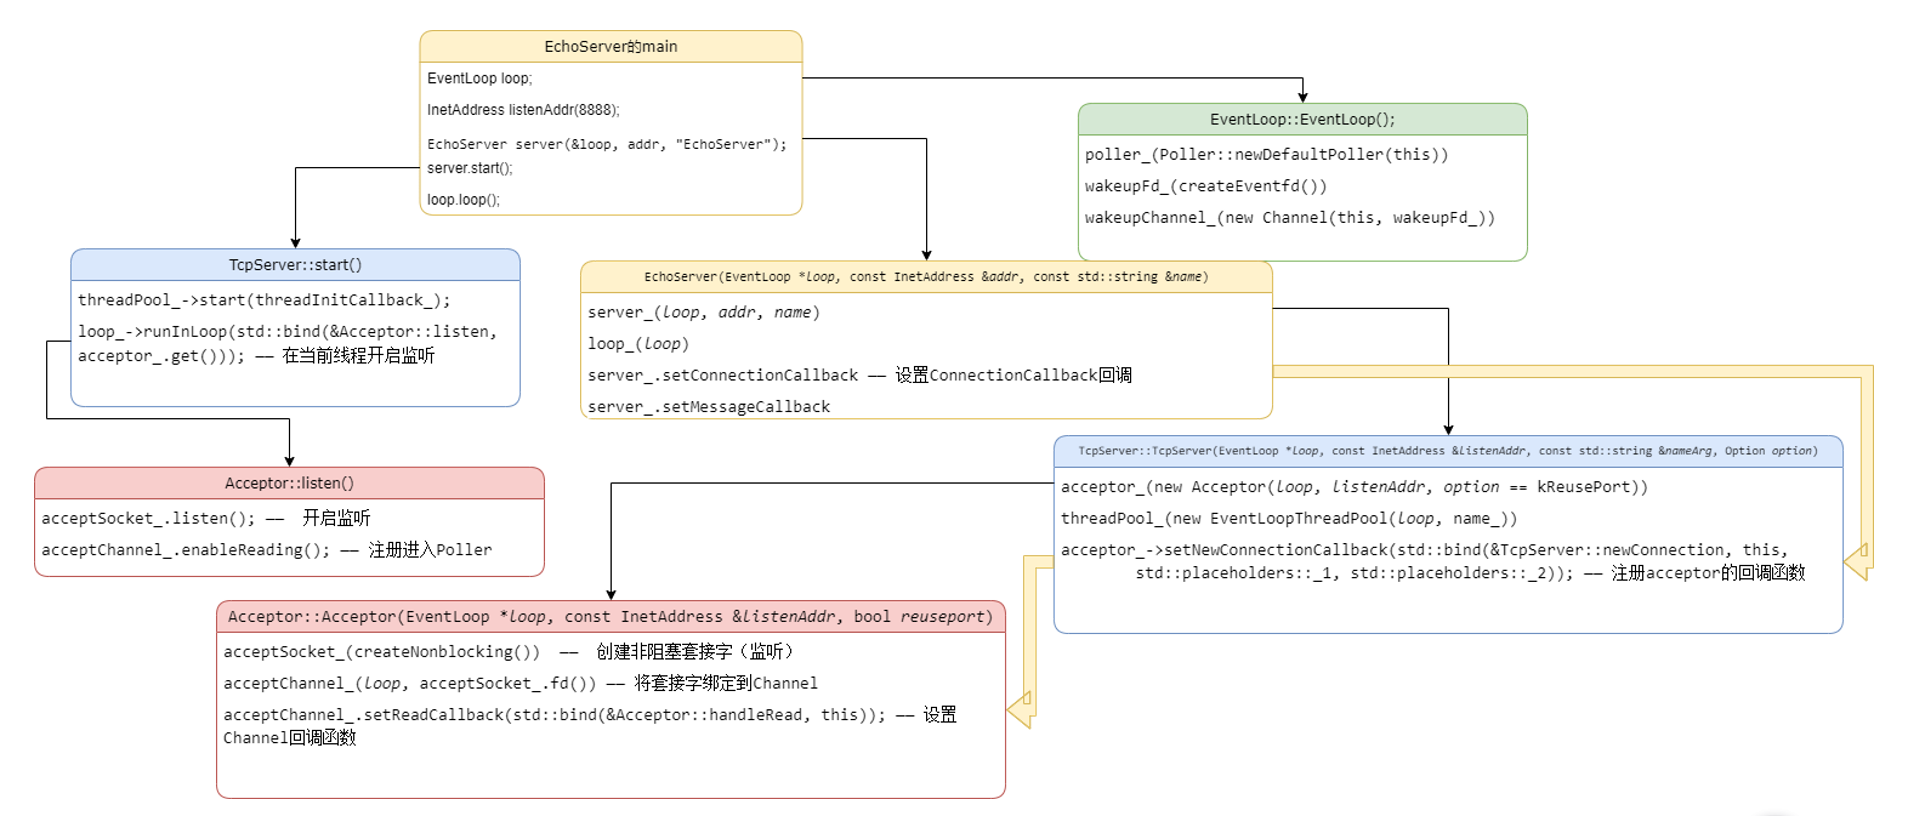 EchoServer的main
EventLoop loop;
InetAddress listenAddr(8888);
EchoServer server(&loop, addr, "EchoServer");
server.start();
loop.loop();
EventLoop::EventLoop();
poller_(Poller::newDefaultPoller(this))
wakeupFd_(createEventfd())
wakeupChannel_(new Channel(this, wakeupFd_))
TcpServer::start()
threadPool_->start(threadInitCallback_);
loop_->runInLoop(std::bind(&Acceptor::listen,
acceptor_.get())); —— 在当前线程开启监听
EchoServer(EventLoop *loop, const InetAddress &addr, const std::string &name)
server_(loop, addr, name)
loop_(loop)
server_.setConnectionCallback —— 设置ConnectionCallback回调
server_.setMessageCallback
Acceptor::listen()
acceptSocket_.listen(); —— 开启监听
acceptChannel_.enableReading(); —— 注册进入Poller
TcpServer::TcpServer(EventLoop *loop, const InetAddress &listenAddr, const std::string &nameArg, Option option)
acceptor_(new Acceptor(loop, listenAddr, option == kReusePort))
threadPool_(new EventLoopThreadPool(loop, name_))
acceptor_->setNewConnectionCallback(std::bind(&TcpServer::newConnection, this,
std::placeholders::_1, std::placeholders::_2)); —— 注册acceptor的回调函数
Acceptor::Acceptor(EventLoop *loop, const InetAddress &listenAddr, bool reuseport)
acceptSocket_(createNonblocking()) —— 创建非阻塞套接字（监听）
acceptChannel_(loop, acceptSocket_.fd()) —— 将套接字绑定到Channel
acceptChannel_.setReadCallback(std::bind(&Acceptor::handleRead, this)); —— 设置
Channel回调函数